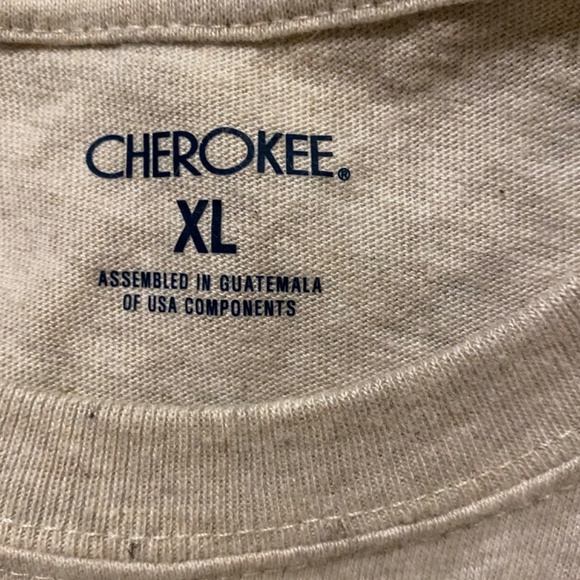 CHEROKEE®
XL
ASSEMBLED IN GUATEMALA
OF USA COMPONENTS